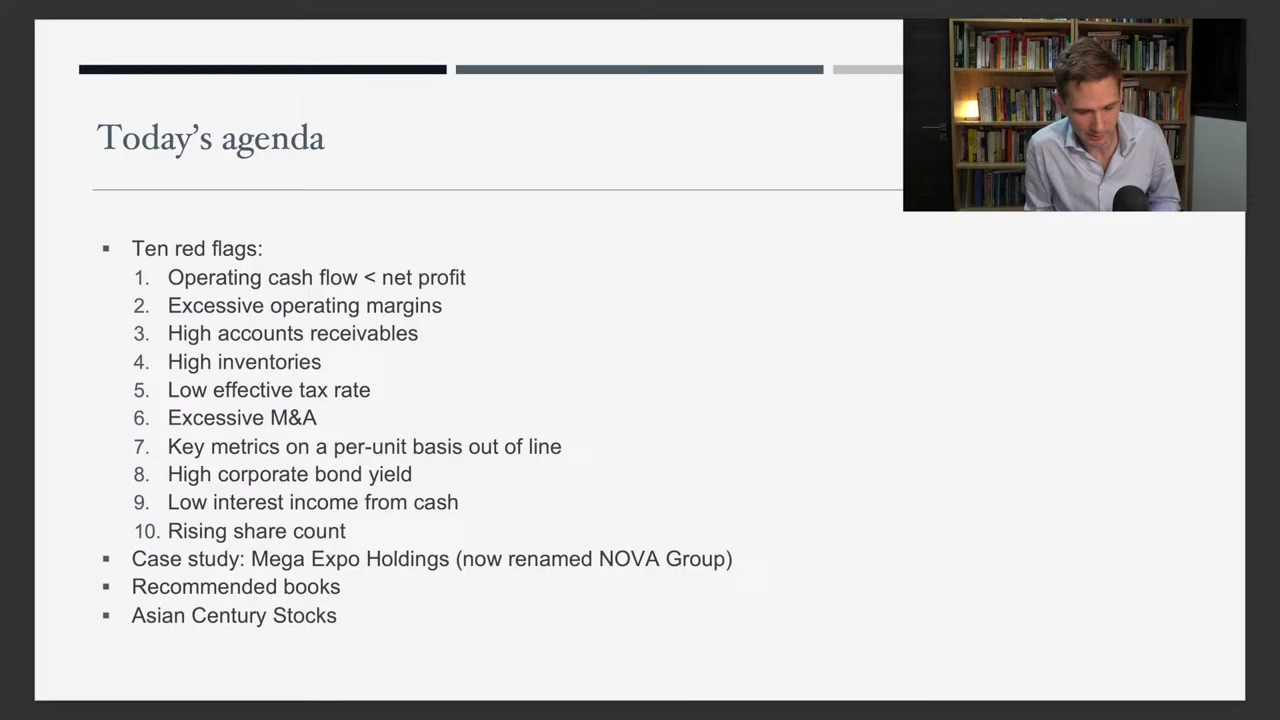 Today's agenda
▪ Ten red flags:
1. Operating cash flow < net profit
2. Excessive operating margins
3. High accounts receivables
4. High inventories
5. Low effective tax rate
6. Excessive M&A
7. Key metrics on a per-unit basis out of line
8. High corporate bond yield
9. Low interest income from cash
10. Rising share count
▪ Case study: Mega Expo Holdings (now renamed NOVA Group)
▪ Recommended books
▪ Asian Century Stocks